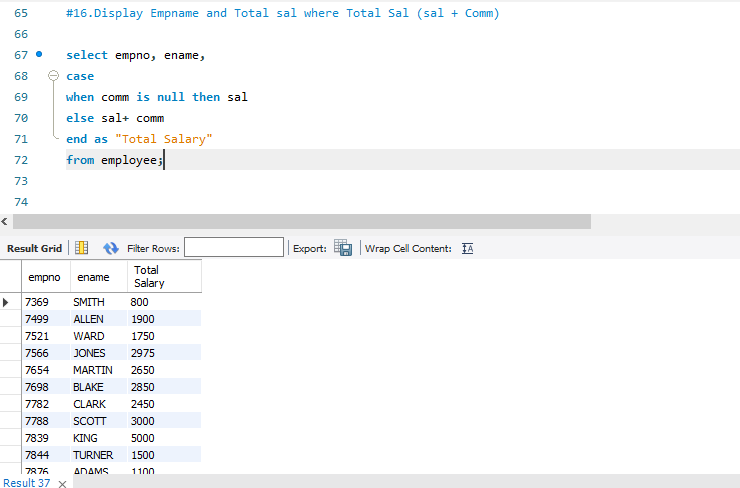 65 #16.Display Empname and Total sal where Total Sal (sal + Comm)
66
67 select empno, ename,
68 case
69 when comm is null then sal
70 else sal+ comm
71 end as "Total Salary"
72 from employee;
73
74
Result Grid Filter Rows: Export: Wrap Cell Content: IA
empno ename Total Salary
7369 SMITH 800
7499 ALLEN 1900
7521 WARD 1750
7566 JONES 2975
7654 MARTIN 2650
7698 BLAKE 2850
7782 CLARK 2450
7788 SCOTT 3000
7839 KING 5000
7844 TURNER 1500
7876 ADAMS 1100
Result 37 x